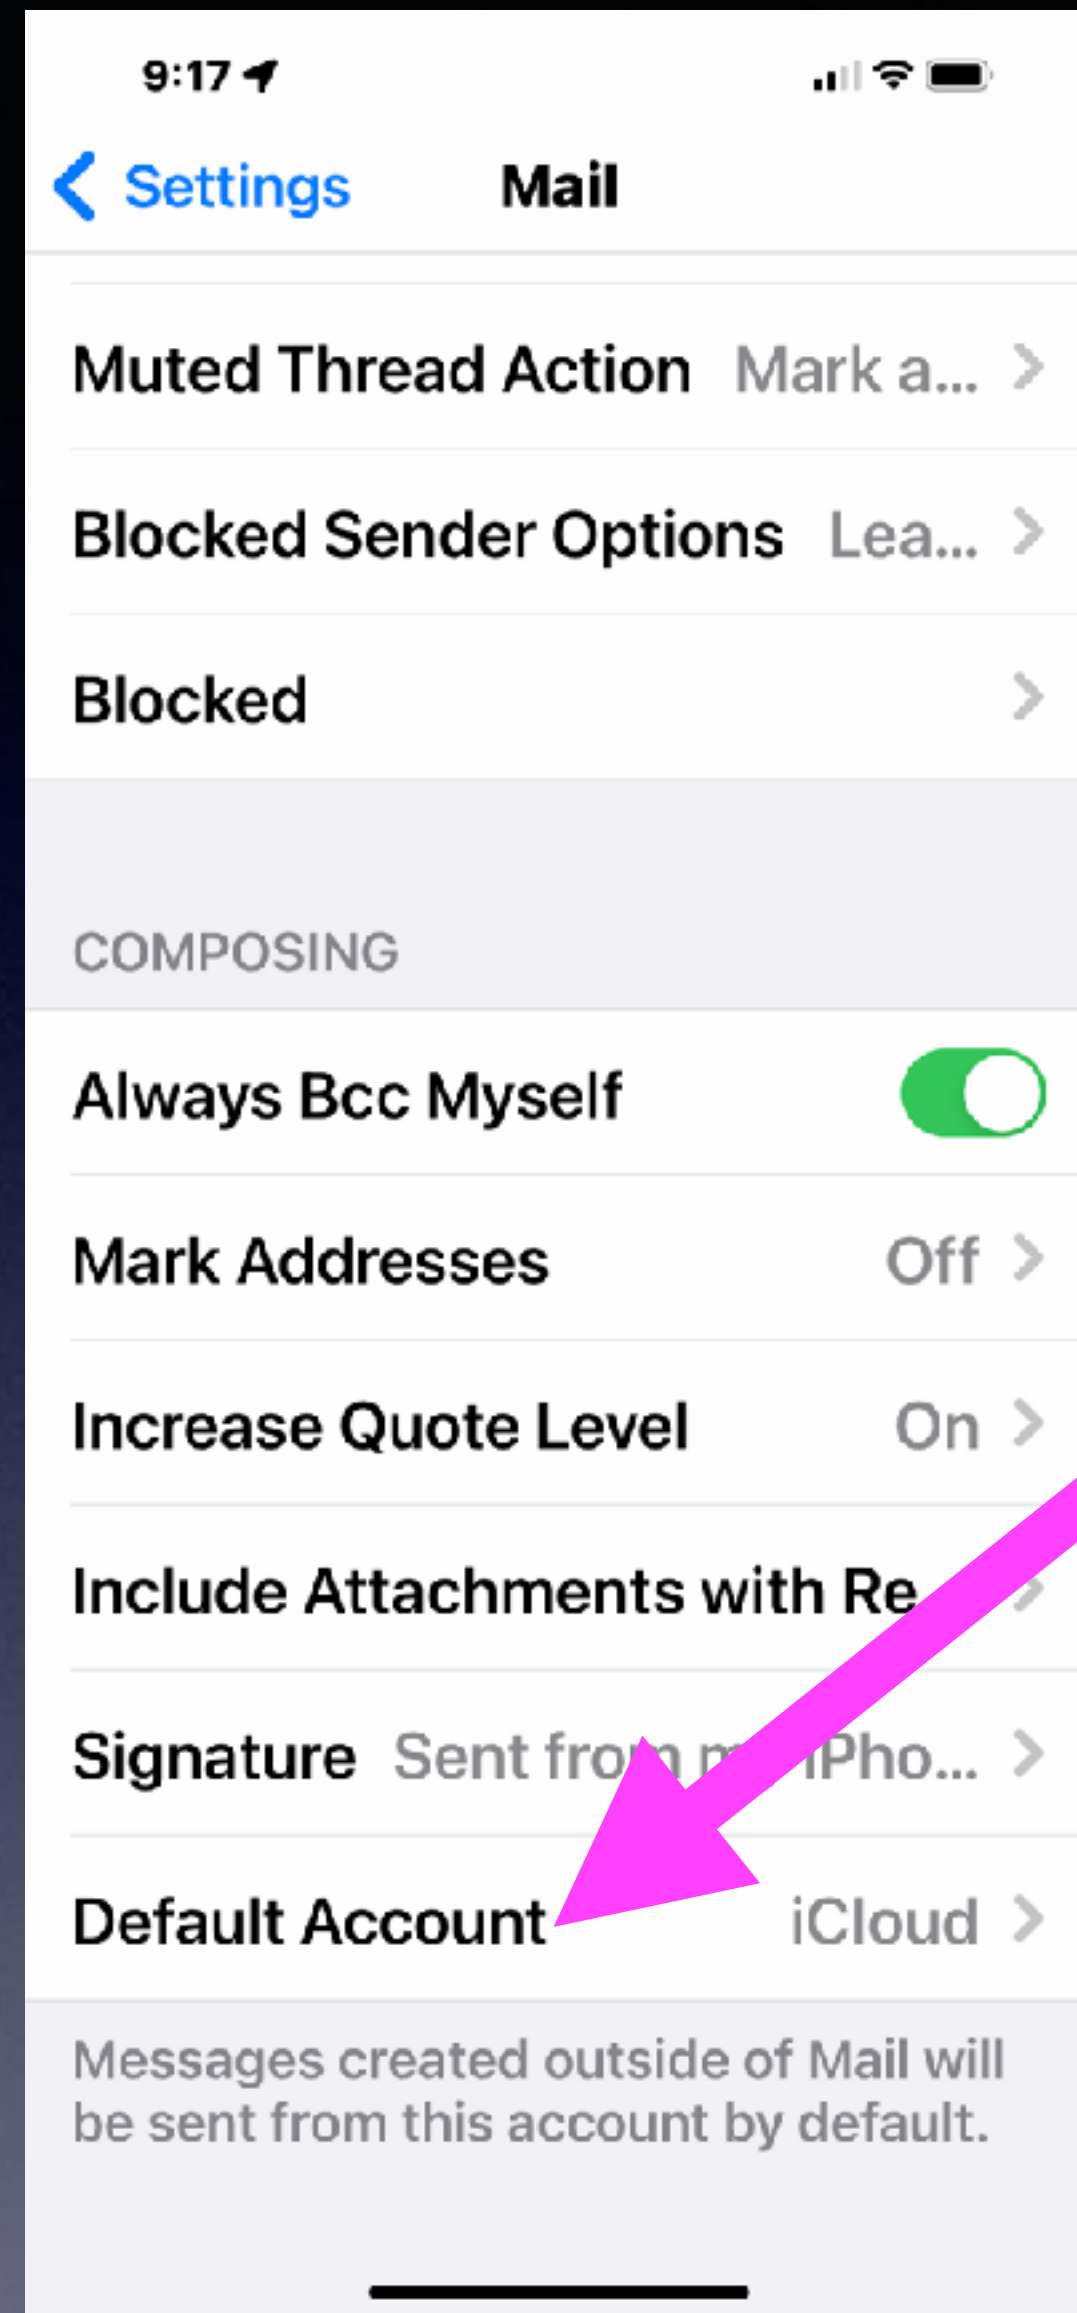 9:17
Settings Mail
Muted Thread Action Mark a...
Blocked Sender Options Lea...
Blocked
COMPOSING
Always Bcc Myself
Mark Addresses Off
Increase Quote Level On
Include Attachments with Re
Signature Sent from iPho...
Default Account iCloud
Messages created outside of Mail will
be sent from this account by default.